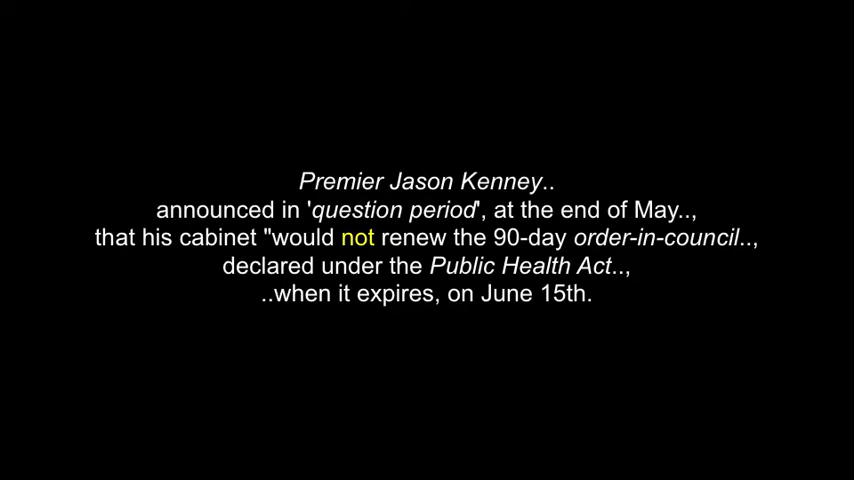 Premier Jason Kenney..
announced in 'question period', at the end of May..,
that his cabinet "would not renew the 90-day order-in-council..,
declared under the Public Health Act..,
..when it expires, on June 15th.